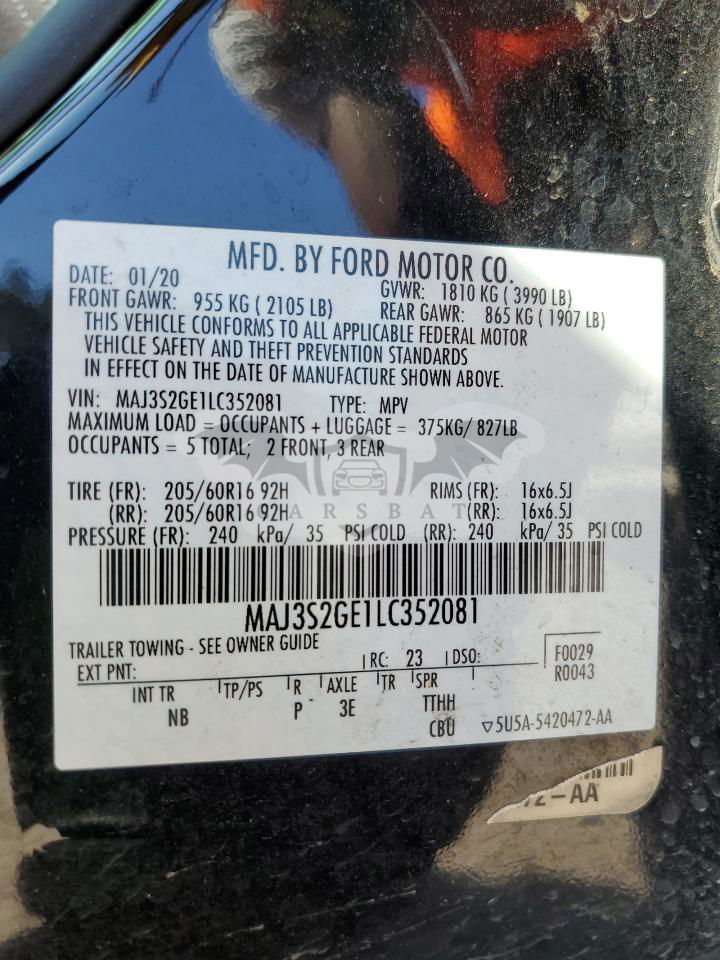 MFD. BY FORD MOTOR CO.
DATE: 01/20 GVWR: 1810 KG ( 3990 LB)
FRONT GAWR: 955 KG ( 2105 LB) REAR GAWR: 865 KG ( 1907 LB)
THIS VEHICLE CONFORMS TO ALL APPLICABLE FEDERAL MOTOR
VEHICLE SAFETY AND THEFT PREVENTION STANDARDS
IN EFFECT ON THE DATE OF MANUFACTURE SHOWN ABOVE.
VIN: MAJ3S2GE1LC352081 TYPE: MPV
MAXIMUM LOAD = OCCUPANTS + LUGGAGE = 375KG/ 827LB
OCCUPANTS = 5 TOTAL; 2 FRONT, 3 REAR
TIRE (FR): 205/60R16 92H RIMS (FR): 16x6.5J
(RR): 205/60R16 92H (RR): 16x6.5J
CARSBAT
PRESSURE (FR): 240 kPa/ 35 PSI COLD (RR): 240 kPa/ 35 PSI COLD
MAJ3S2GE1LC352081
TRAILER TOWING - SEE OWNER GUIDE
EXT PNT: RC: 23 DSO: F0029
R0043
INT TR TP/PS R AXLE TR SPR
NB P 3E TTHH
CBU ▽5U5A-5420472-AA
72-AA